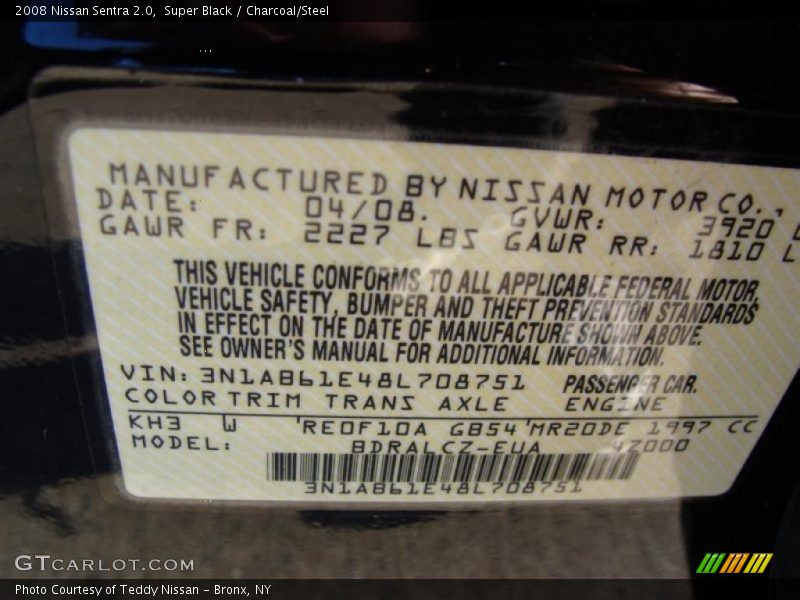 2008 Nissan Sentra 2.0, Super Black / Charcoal/Steel
MANUFACTURED BY NISSAN MOTOR CO.,
DATE: 04/08. GVWR: 3920
GAWR FR: 2227 LBS GAWR RR: 1810 L
THIS VEHICLE CONFORMS TO ALL APPLICABLE FEDERAL MOTOR
VEHICLE SAFETY, BUMPER AND THEFT PREVENTION STANDARDS
IN EFFECT ON THE DATE OF MANUFACTURE SHOWN ABOVE.
SEE OWNER'S MANUAL FOR ADDITIONAL INFORMATION.
VIN: 3N1AB61E48L708751 PASSENGER CAR.
COLOR TRIM TRANS AXLE ENGINE
KH3 W 'RE0F10A GB54'MR20DE 1997 CC
MODEL: BDRALCZ-EUA 4Z000
3N1AB61E48L708751
GTCARLOT.COM
Photo Courtesy of Teddy Nissan - Bronx, NY